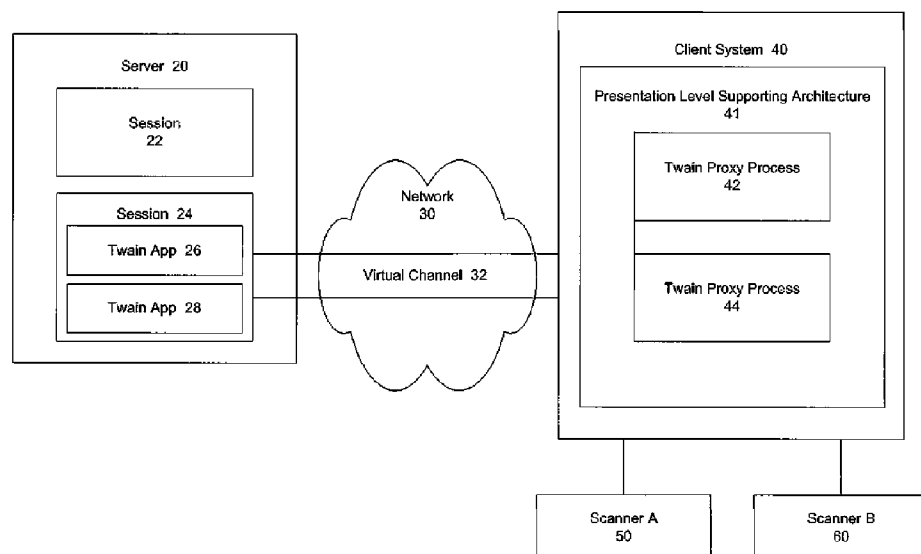 Server 20
Session
22
Session 24
Twain App 26
Twain App 28
Network
30
Virtual Channel 32
Client System 40
Presentation Level Supporting Architecture
41
Twain Proxy Process
42
Twain Proxy Process
44
Scanner A
50
Scanner B
60